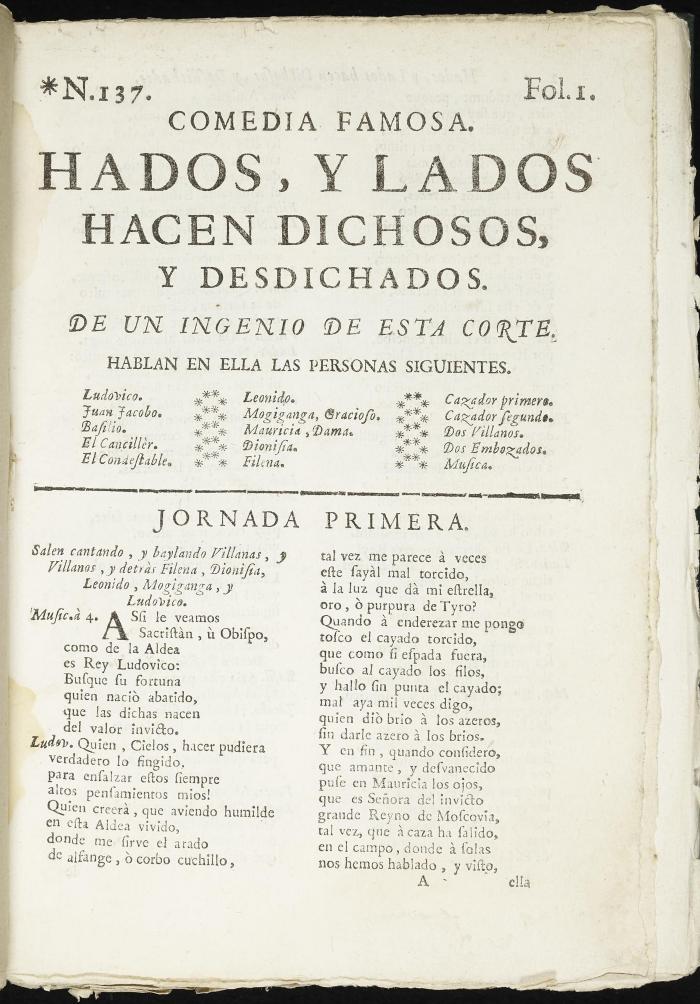 *N.137. Fol.1.
COMEDIA FAMOSA.
HADOS, Y LADOS
HACEN DICHOSOS,
Y DESDICHADOS.
DE UN INGENIO DE ESTA CORTE.
HABLAN EN ELLA LAS PERSONAS SIGUIENTES.
Ludovico.
Juan Jacobo.
Basilio.
El Cancillèr.
El Condeſtable.
Leonido.
Mogiganga, Gracioſo.
Mauricia, Dama.
Dioniſia.
Filena.
Cazador primero.
Cazador ſegundo.
Dos Villanos.
Dos Embozados.
Muſica.
JORNADA PRIMERA.
Salen cantando, y baylando Villanas, y
Villanos, y detràs Filena, Dioniſia,
Leonido, Mogiganga, y
Ludovico.
Muſic.à 4. ASſi le veamos
Sacriſtàn, ù Obiſpo,
como de la Aldea
es Rey Ludovico:
Buſque ſu fortuna
quien naciò abatido,
que las dichas nacen
del valor invicto.
Ludov. Quien, Cielos, hacer pudiera
verdadero lo fingido,
para enſalzar eſtos ſiempre
altos penſamientos mios!
Quien creerà, que aviendo humilde
en eſta Aldea vivido,
donde me ſirve el arado
de alfange, ò corbo cuchillo,
tal vez me parece à veces
eſte ſayàl mal torcido,
à la luz que dà mi eſtrella,
oro, ò purpura de Tyro?
Quando à enderezar me pongo
toſco el cayado torcido,
que como ſi eſpada fuera,
buſco al cayado los filos,
y hallo ſin punta el cayado;
mal aya mil veces digo,
quien diò brio à los azeros,
ſin darle azero à los brios.
Y en fin, quando conſidero,
que amante, y deſvanecido
puſe en Mauricia los ojos,
que es Señora del invicto
grande Reyno de Moſcovia,
tal vez, que à caza ha ſalido,
en el campo, donde à ſolas
nos hemos hablado, y viſto,
A ella